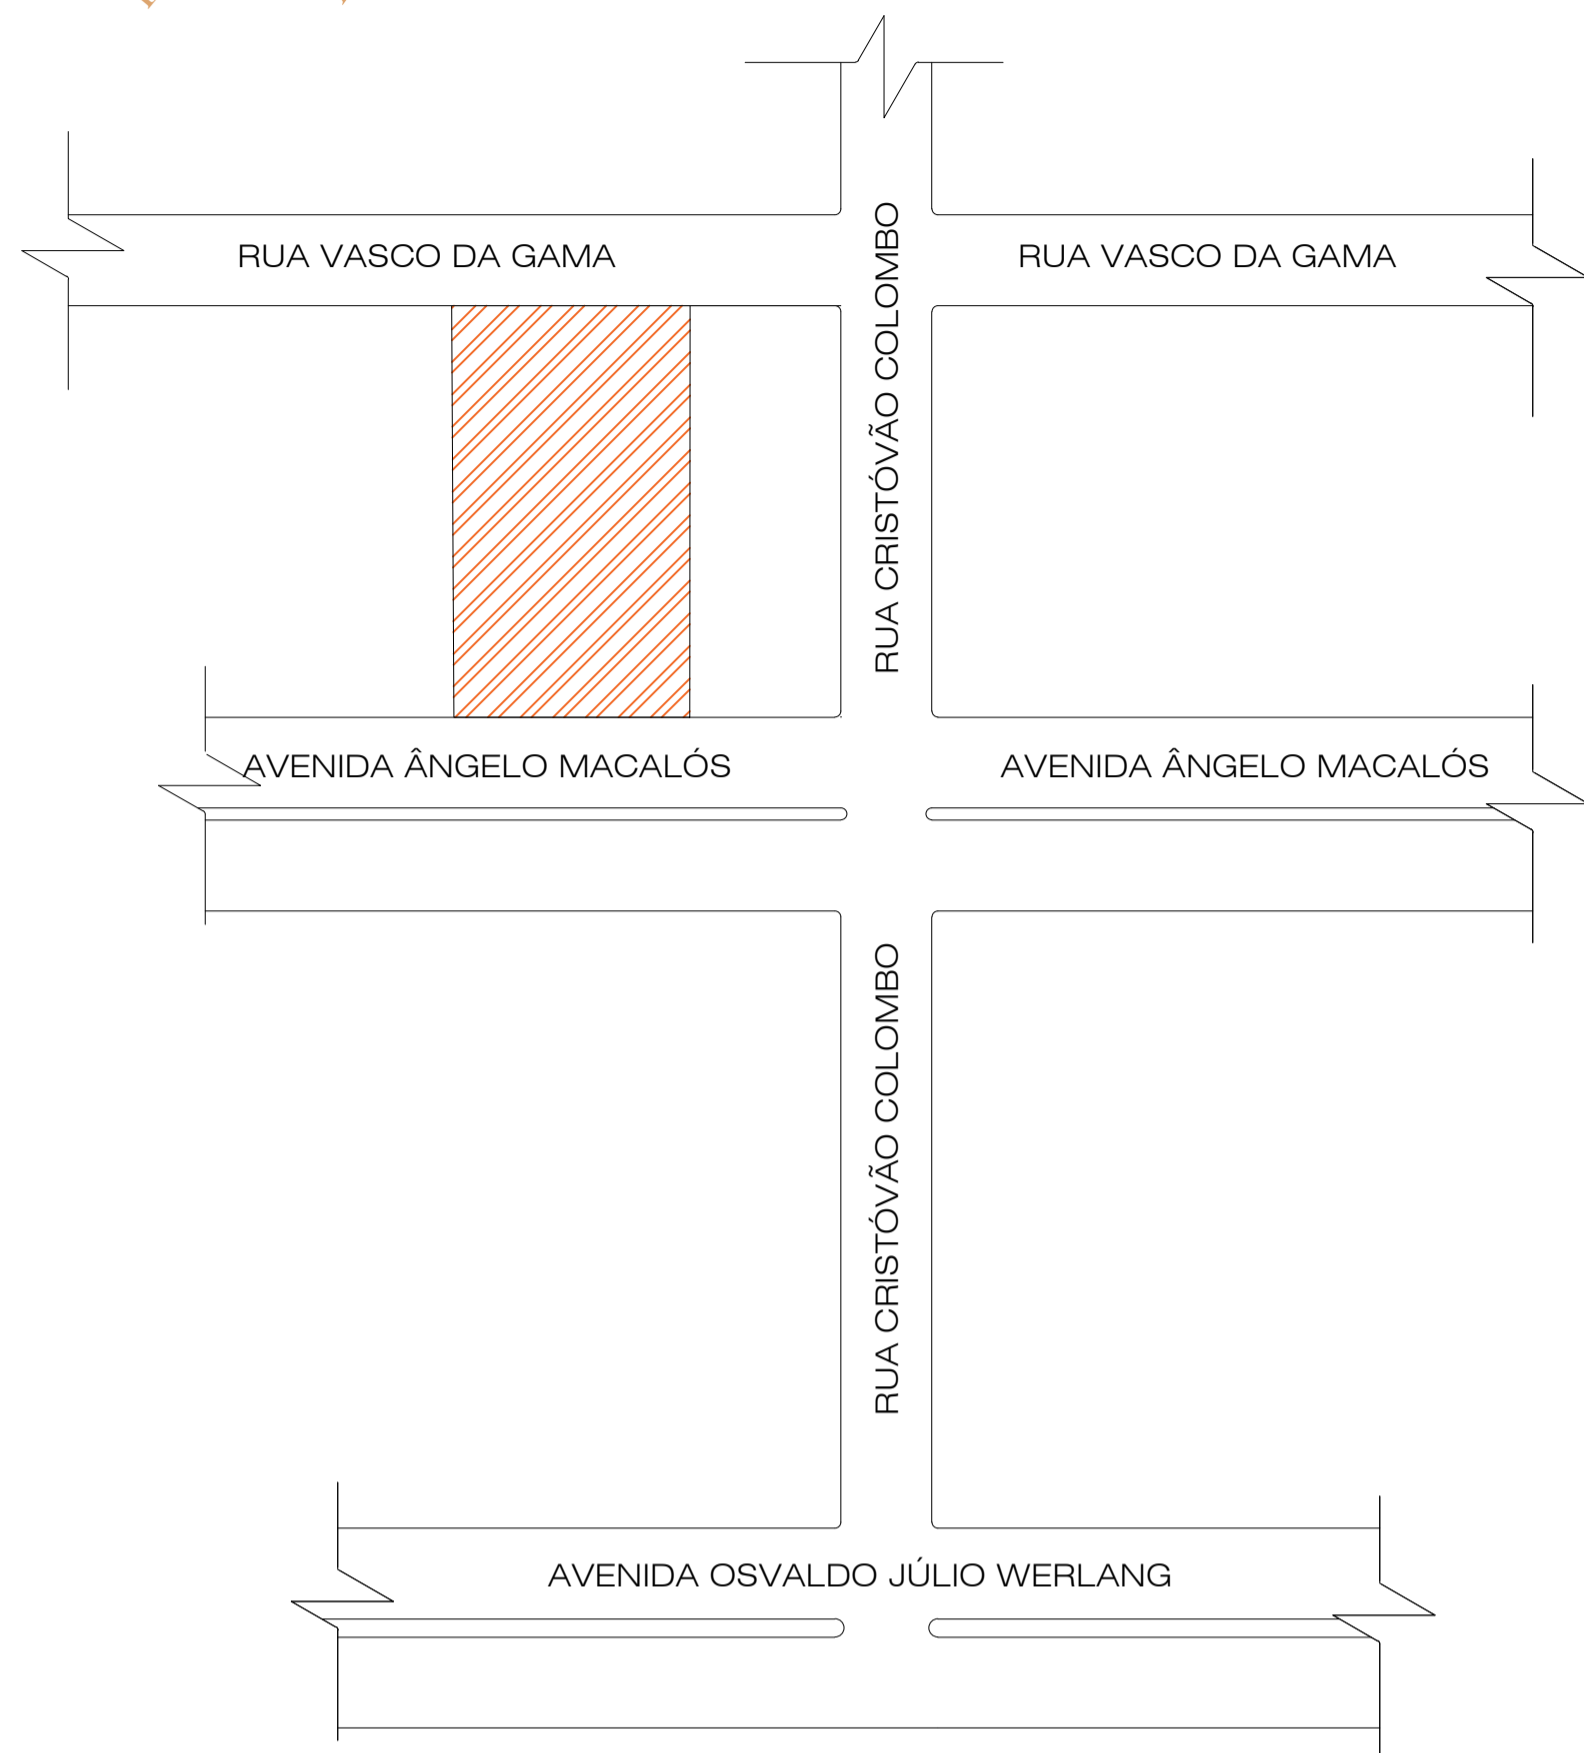 RUA VASCO DA GAMA
RUA VASCO DA GAMA
RUA CRISTÓVÃO COLOMBO
AVENIDA ÂNGELO MACALÓS
AVENIDA ÂNGELO MACALÓS
RUA CRISTÓVÃO COLOMBO
AVENIDA OSVALDO JÚLIO WERLANG